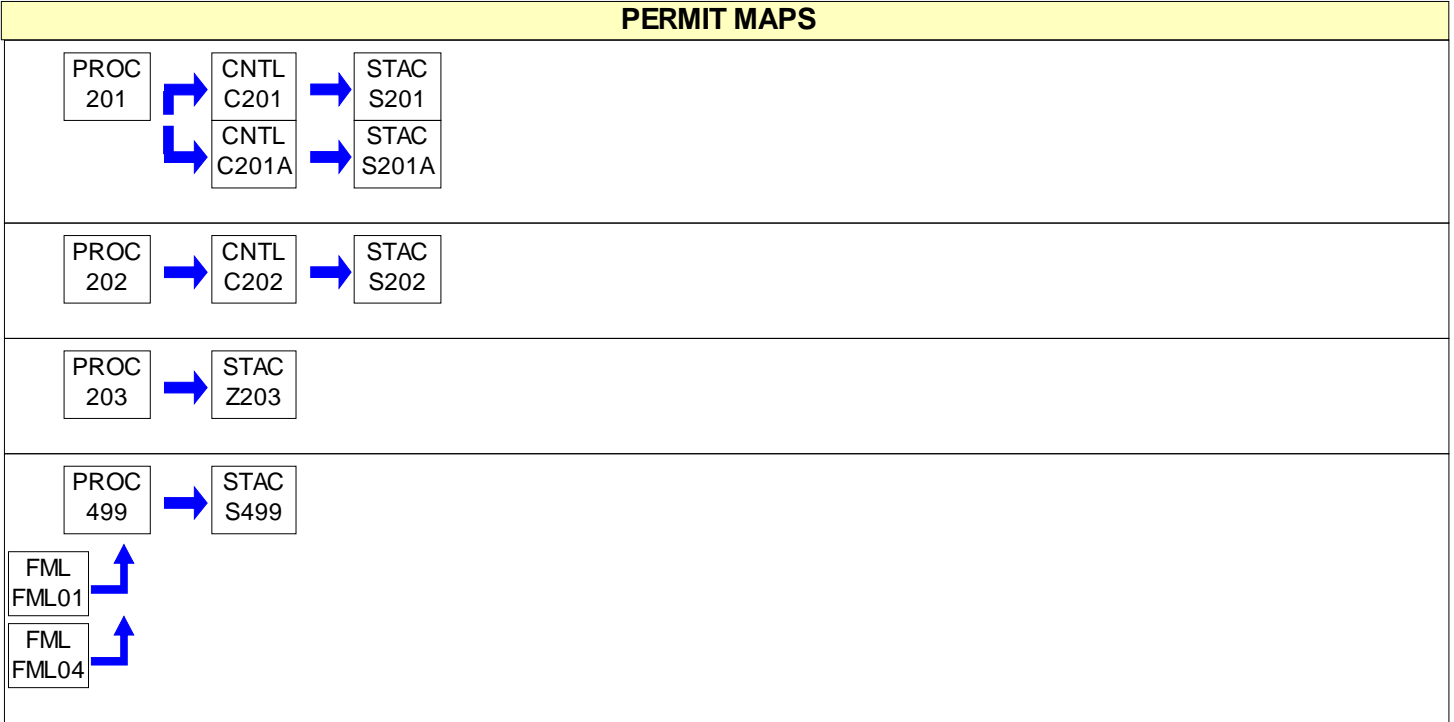 PERMIT MAPS
PROC
201
CNTL
C201
STAC
S201
CNTL
C201A
STAC
S201A
PROC
202
CNTL
C202
STAC
S202
PROC
203
STAC
Z203
PROC
499
STAC
S499
FML
FML01
FML
FML04